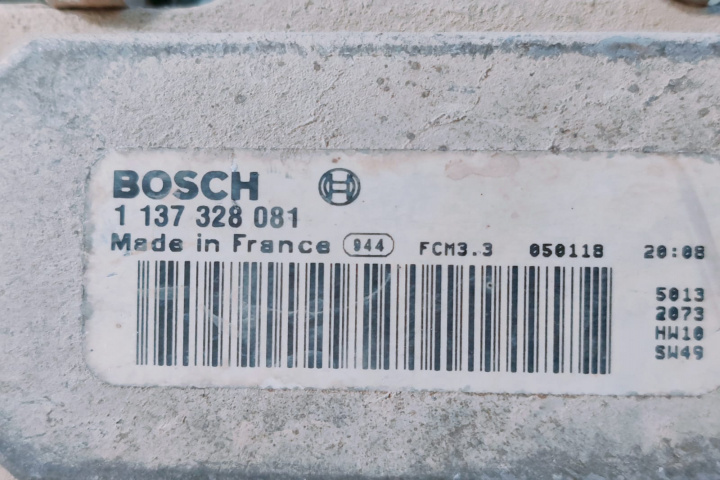 BOSCH
1 137 328 081
Made in France 944 FCM3.3 050118 20:08
5013
2073
HW10
SW49